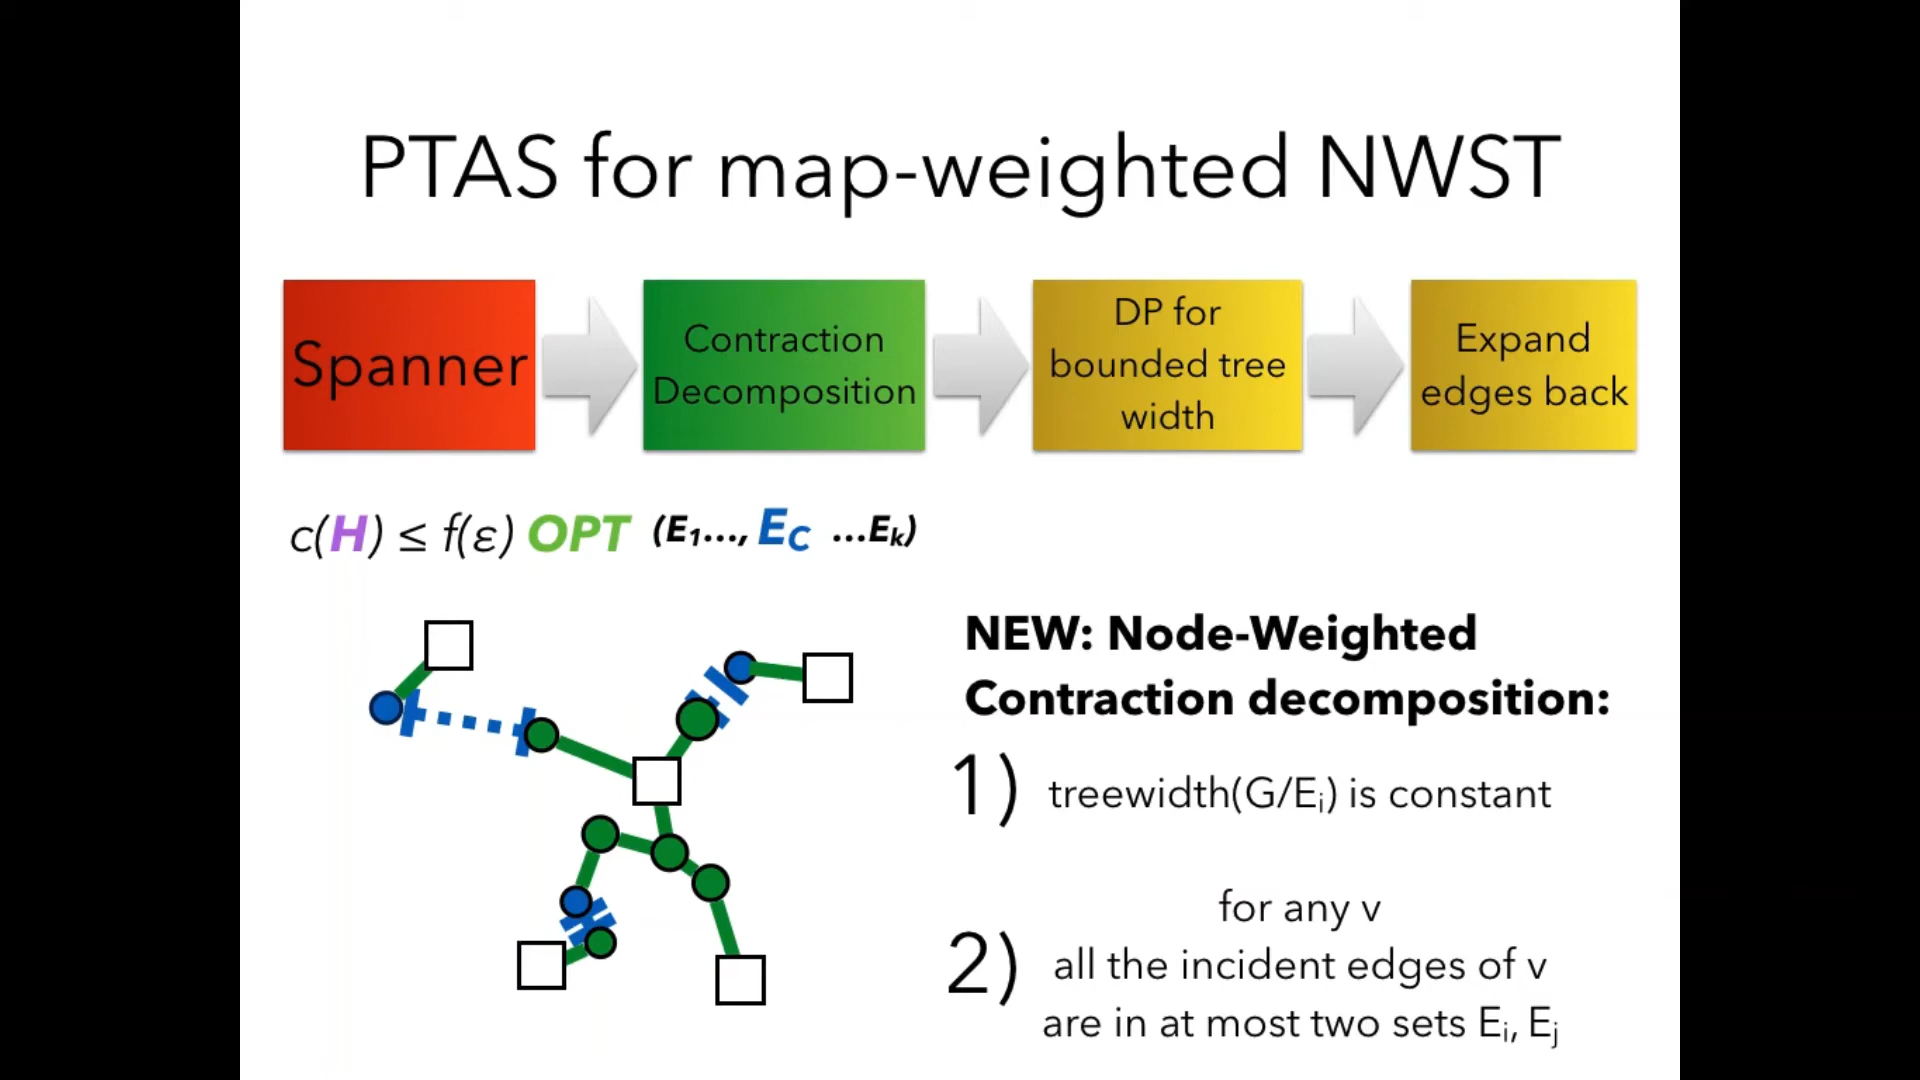 PTAS for map-weighted NWST
Spanner
Contraction
Decomposition
DP for
bounded tree
width
Expand
edges back
c(H) ≤ f(ε) OPT
(E₁..., E_C ...Eₖ)
NEW: Node-Weighted
Contraction decomposition:
1) treewidth(G/Eᵢ) is constant
2) for any v
all the incident edges of v
are in at most two sets Eᵢ, Eⱼ